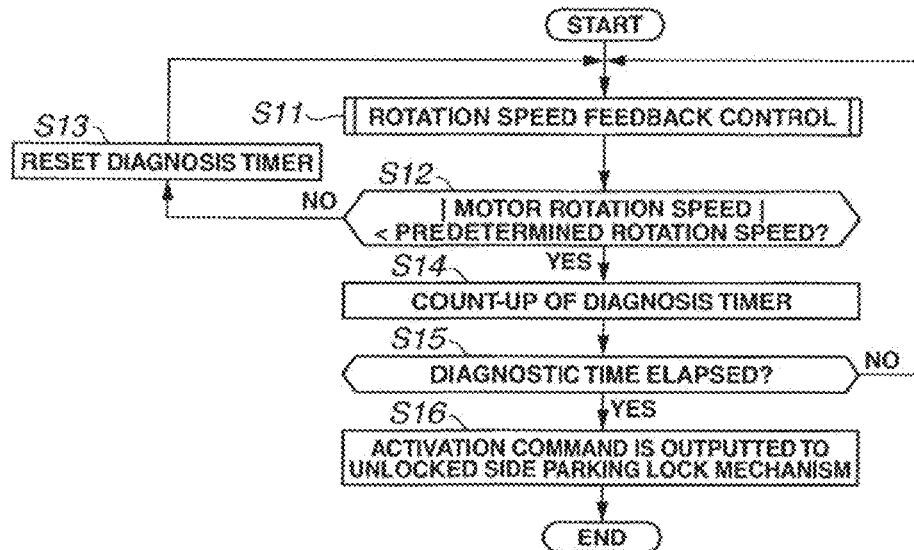 START
S11
ROTATION SPEED FEEDBACK CONTROL
S13
RESET DIAGNOSIS TIMER
S12
NO
| MOTOR ROTATION SPEED |
< PREDETERMINED ROTATION SPEED?
YES
S14
COUNT-UP OF DIAGNOSIS TIMER
S15
NO
DIAGNOSTIC TIME ELAPSED?
YES
S16
ACTIVATION COMMAND IS OUTPUTTED TO
UNLOCKED SIDE PARKING LOCK MECHANISM
END